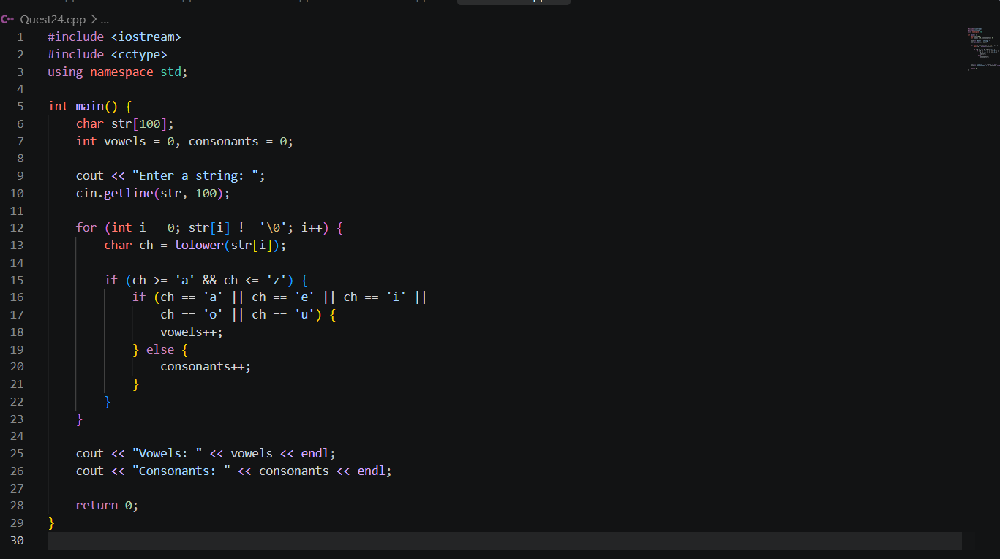 C++ Quest24.cpp > ...
1 #include <iostream>
2 #include <cctype>
3 using namespace std;
4
5 int main() {
6     char str[100];
7     int vowels = 0, consonants = 0;
8
9     cout << "Enter a string: ";
10     cin.getline(str, 100);
11
12     for (int i = 0; str[i] != '\0'; i++) {
13         char ch = tolower(str[i]);
14
15         if (ch >= 'a' && ch <= 'z') {
16             if (ch == 'a' || ch == 'e' || ch == 'i' ||
17                 ch == 'o' || ch == 'u') {
18                 vowels++;
19             } else {
20                 consonants++;
21             }
22         }
23     }
24
25     cout << "Vowels: " << vowels << endl;
26     cout << "Consonants: " << consonants << endl;
27
28     return 0;
29 }
30